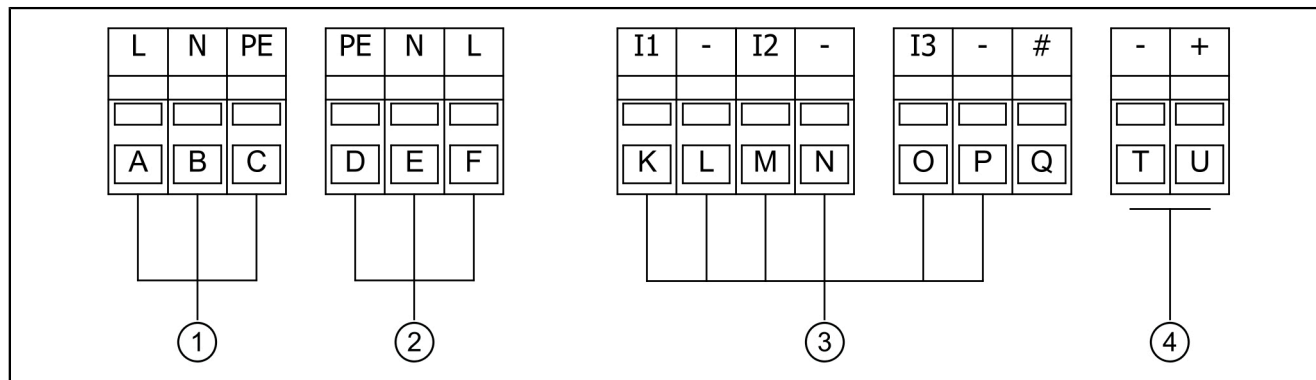 L N PE PE N L I1 - I2 - I3 - # - +
A B C D E F K L M N O P Q T U
1 2 3 4